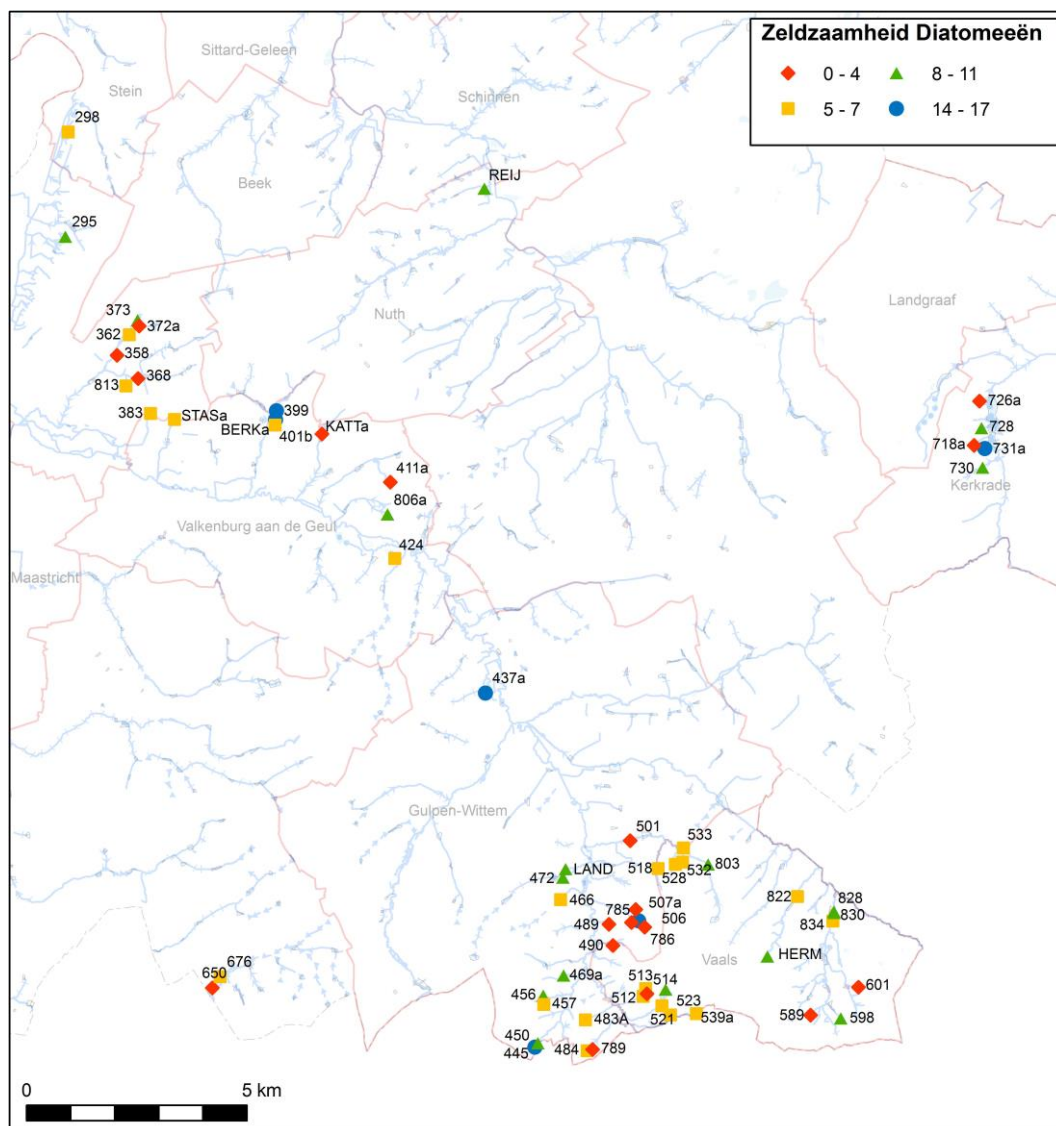 Zeldzaamheid Diatomeeën
0 - 4
8 - 11
5 - 7
14 - 17
Sittard-Geleen
Stein
Schinnen
298
REIJ
Beek
295
Landgraaf
373
372a
Nuth
362
358
368
813
726a
383
STASa
399
728
BERKa
401b
KATTa
718a
731a
730
411a
Kerkrade
806a
Valkenburg aan de Geul
424
Maastricht
437a
Gulpen-Wittem
501
533
LAND
518
803
472
528
532
466
785
507a
822
828
506
830
489
834
786
490
HERM
Vaals
676
469a
513
514
650
601
456
457
512
523
483A
521
539a
589
598
450
445
484
789
0
5 km